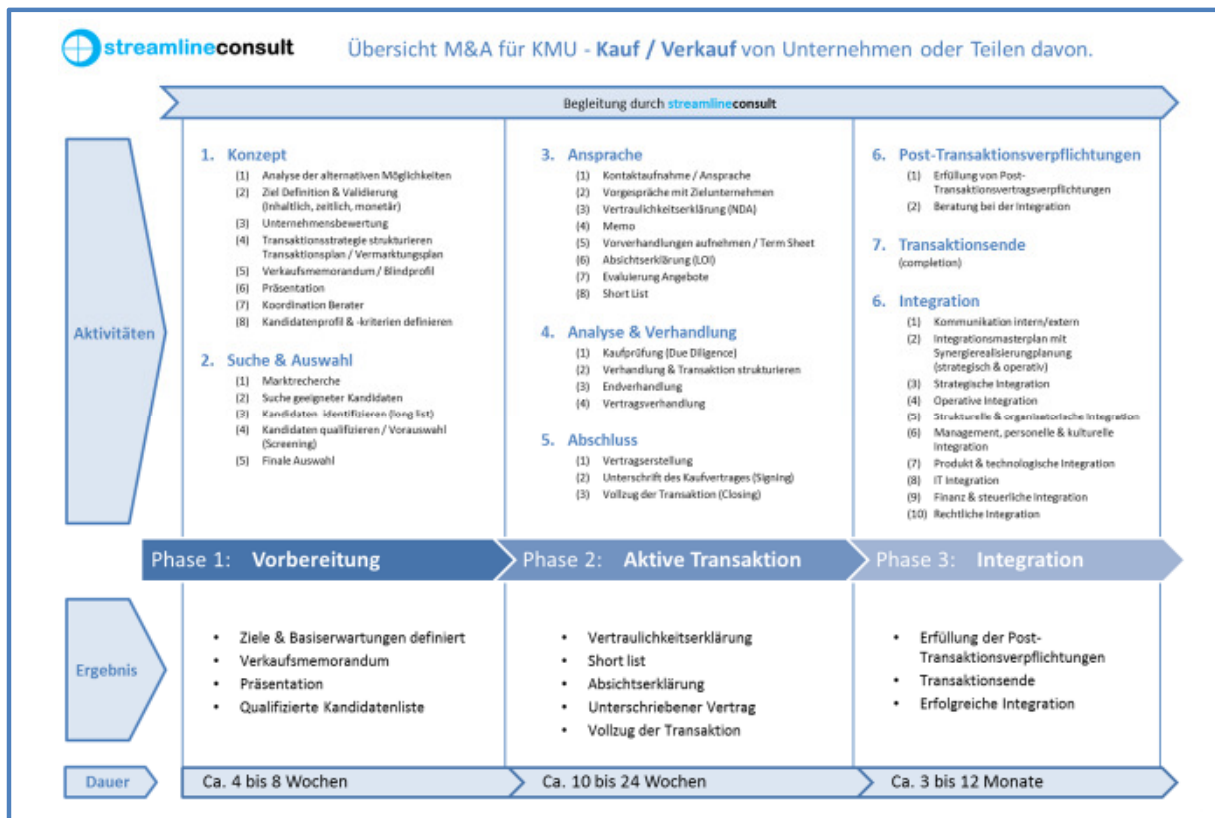 streamlineconsult
Übersicht M&A für KMU - Kauf / Verkauf von Unternehmen oder Teilen davon.
Begleitung durch streamlineconsult
Aktivitäten
1. Konzept
(1) Analyse der alternativen Möglichkeiten
(2) Ziel Definition & Validierung
(Inhaltlich, zeitlich, monetär)
(3) Unternehmensbewertung
(4) Transaktionsstrategie strukturieren
Transaktionsplan / Vermarktungsplan
(5) Verkaufsmemorandum / Blindprofil
(6) Präsentation
(7) Koordination Berater
(8) Kandidatenprofil & -kriterien definieren
2. Suche & Auswahl
(1) Marktrecherche
(2) Suche geeigneter Kandidaten
(3) Kandidaten identifizieren (long list)
(4) Kandidaten qualifizieren / Vorauswahl
(Screening)
(5) Finale Auswahl
3. Ansprache
(1) Kontaktaufnahme / Ansprache
(2) Vorgespräche mit Zielunternehmen
(3) Vertraulichkeitserklärung (NDA)
(4) Memo
(5) Vorverhandlungen aufnehmen / Term Sheet
(6) Absichtserklärung (LOI)
(7) Evaluierung Angebote
(8) Short List
4. Analyse & Verhandlung
(1) Kaufprüfung (Due Diligence)
(2) Verhandlung & Transaktion strukturieren
(3) Endverhandlung
(4) Vertragsverhandlung
5. Abschluss
(1) Vertragserstellung
(2) Unterschrift des Kaufvertrages (Signing)
(3) Vollzug der Transaktion (Closing)
6. Post-Transaktionsverpflichtungen
(1) Erfüllung von Post-
Transaktionsvertragsverpflichtungen
(2) Beratung bei der Integration
7. Transaktionsende
(completion)
6. Integration
(1) Kommunikation intern/extern
(2) Integrationsmasterplan mit
Synergierealisierungplanung
(strategisch & operativ)
(3) Strategische Integration
(4) Operative Integration
(5) Strukturelle & organisatorische Integration
(6) Management, personelle & kulturelle
Integration
(7) Produkt & technologische Integration
(8) IT Integration
(9) Finanz & steuerliche Integration
(10) Rechtliche Integration
Phase 1: Vorbereitung
Phase 2: Aktive Transaktion
Phase 3: Integration
Ergebnis
• Ziele & Basiserwartungen definiert
• Verkaufsmemorandum
• Präsentation
• Qualifizierte Kandidatenliste
• Vertraulichkeitserklärung
• Short list
• Absichtserklärung
• Unterschriebener Vertrag
• Vollzug der Transaktion
• Erfüllung der Post-
Transaktionsverpflichtungen
• Transaktionsende
• Erfolgreiche Integration
Dauer
Ca. 4 bis 8 Wochen
Ca. 10 bis 24 Wochen
Ca. 3 bis 12 Monate